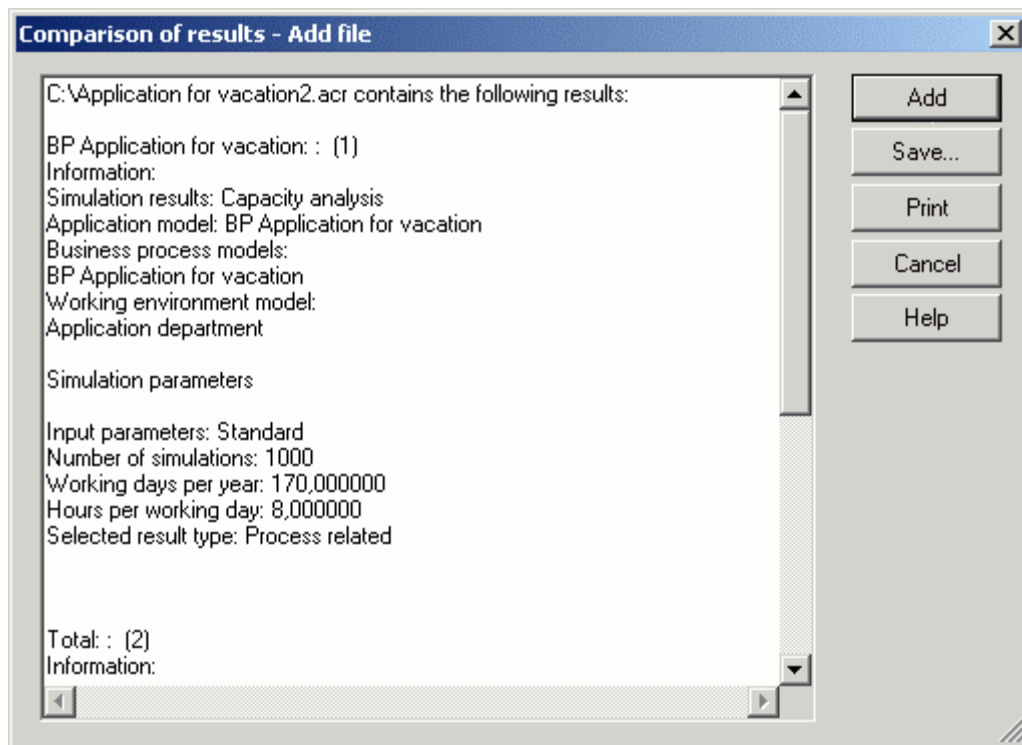 Comparison of results - Add file
C:\Application for vacation2.acr contains the following results:
BP Application for vacation: :  (1)
Information:
Simulation results: Capacity analysis
Application model: BP Application for vacation
Business process models:
BP Application for vacation
Working environment model:
Application department
Simulation parameters
Input parameters: Standard
Number of simulations: 1000
Working days per year: 170,000000
Hours per working day: 8,000000
Selected result type: Process related
Total: :  (2)
Information:
Add
Save...
Print
Cancel
Help